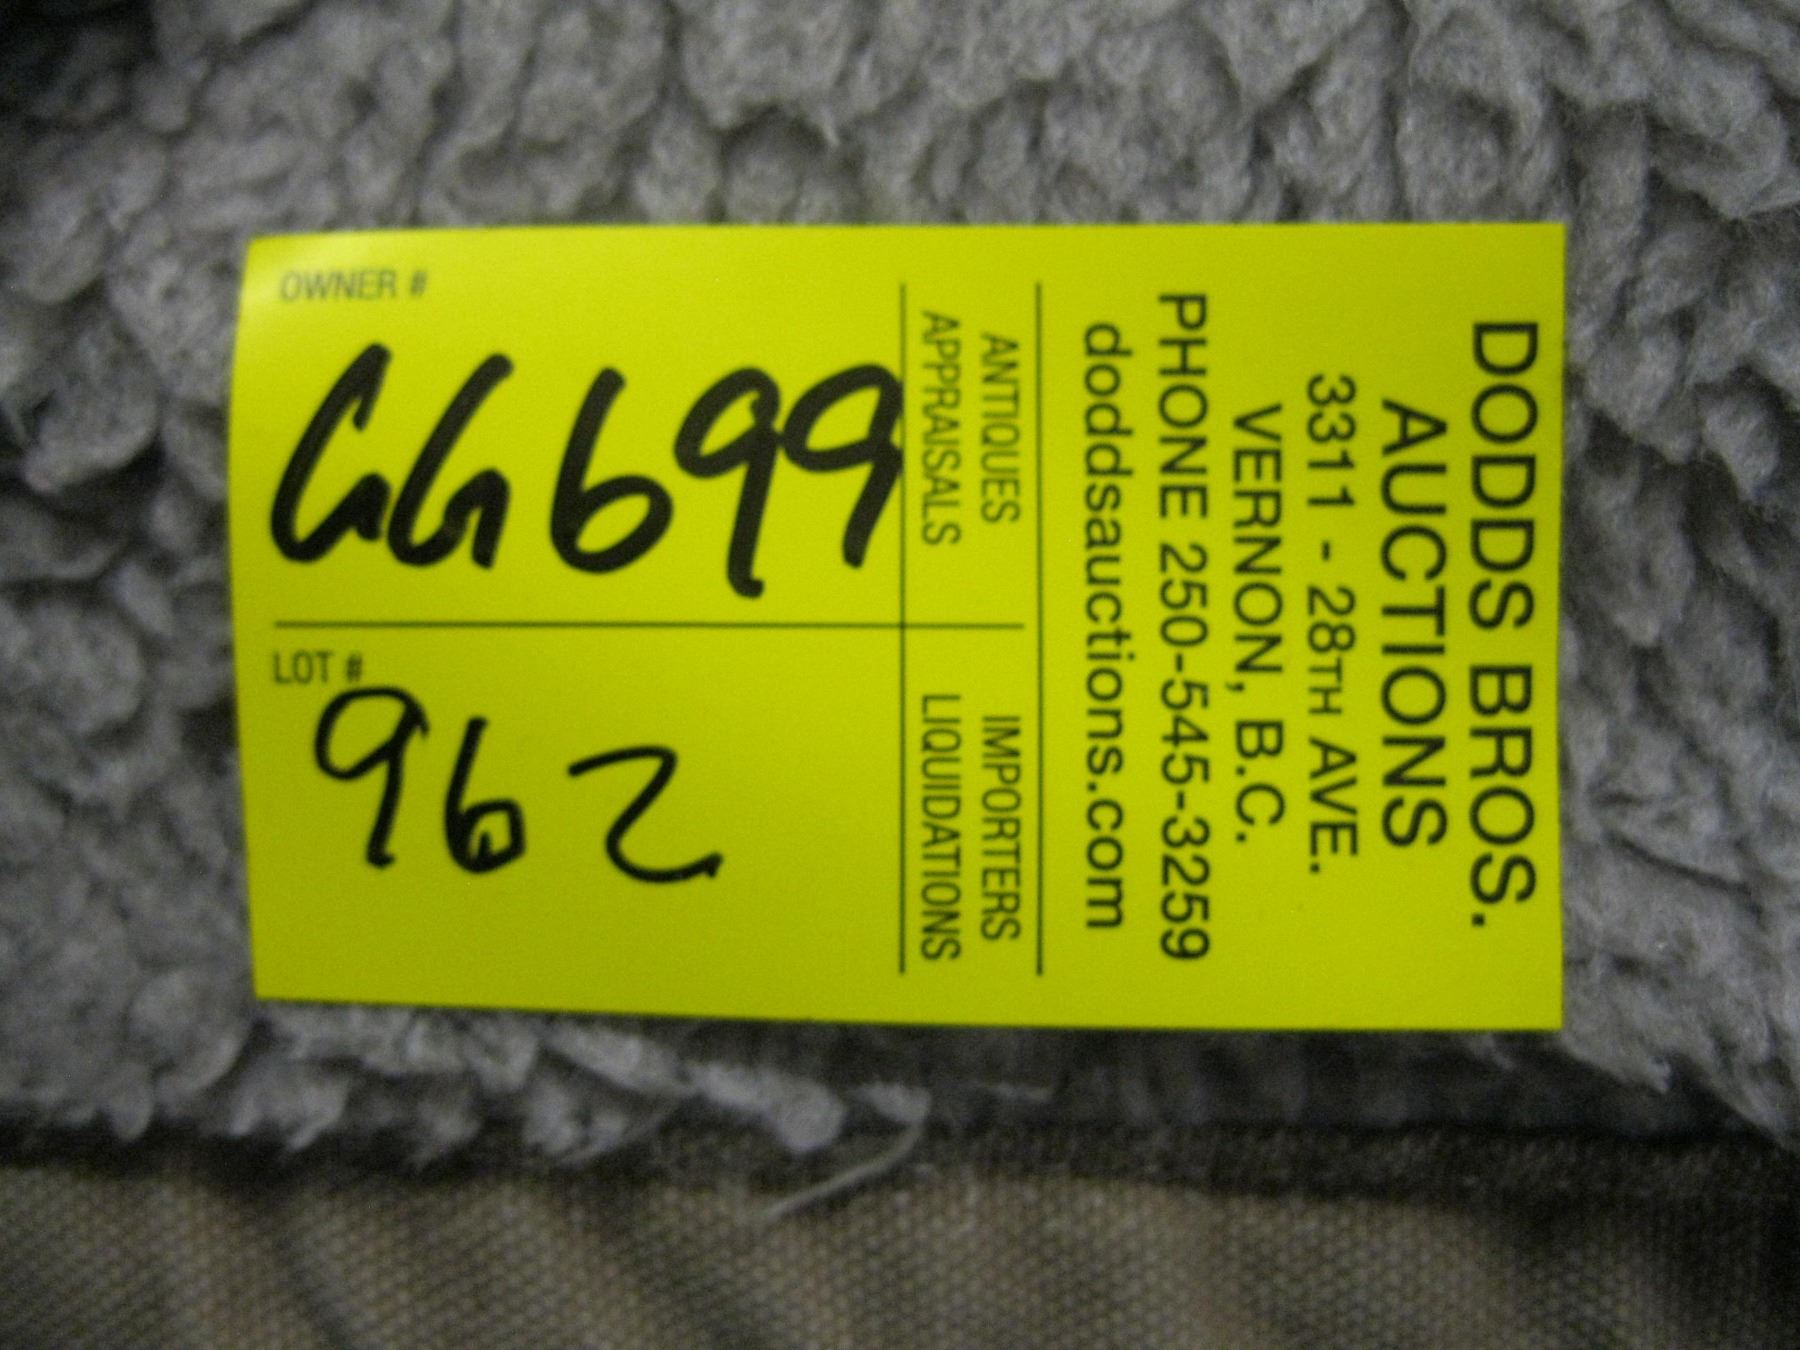 DODDS BROS.
AUCTIONS
3311 - 28TH AVE.
VERNON, B.C.
PHONE 250-545-3259
doddsauctions.com
ANTIQUES
APPRAISALS
IMPORTERS
LIQUIDATIONS
OWNER #
GG699
LOT #
962